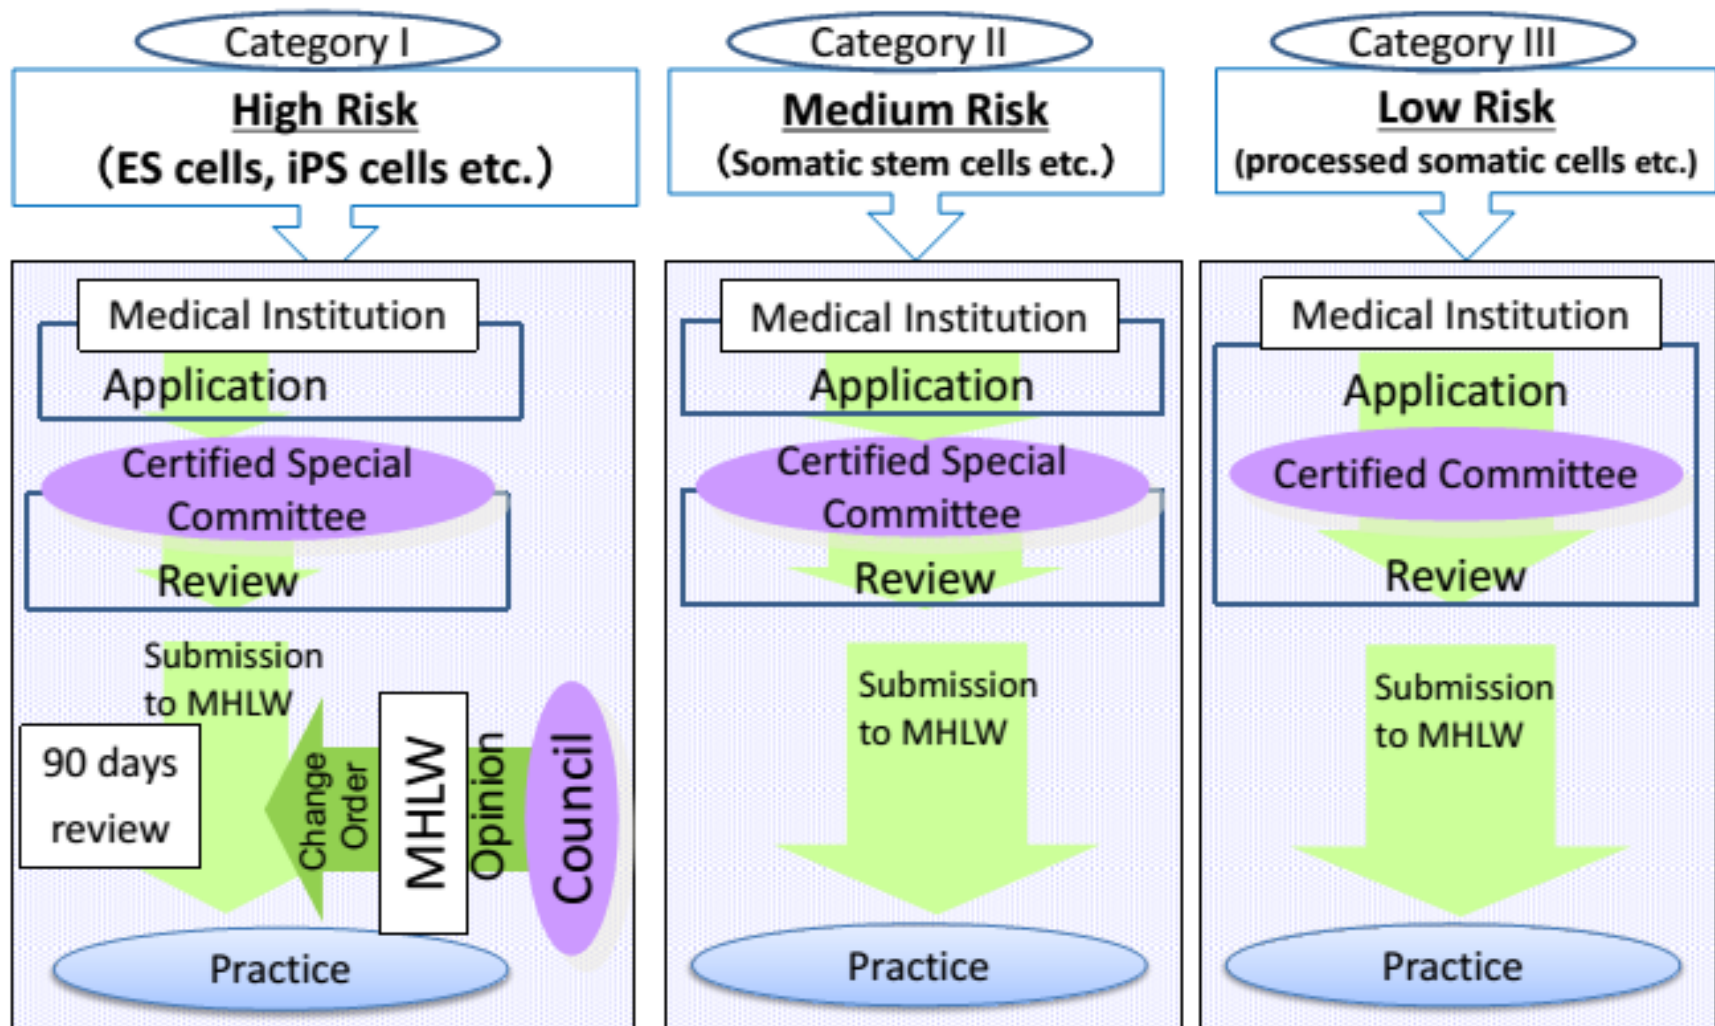 Category I
High Risk
(ES cells, iPS cells etc.)
Medical Institution
Application
Certified Special
Committee
Review
Submission
to MHLW
90 days
review
Change
Order
MHLW
Opinion
Council
Practice
Category II
Medium Risk
(Somatic stem cells etc.)
Medical Institution
Application
Certified Special
Committee
Review
Submission
to MHLW
Practice
Category III
Low Risk
(processed somatic cells etc.)
Medical Institution
Application
Certified Committee
Review
Submission
to MHLW
Practice